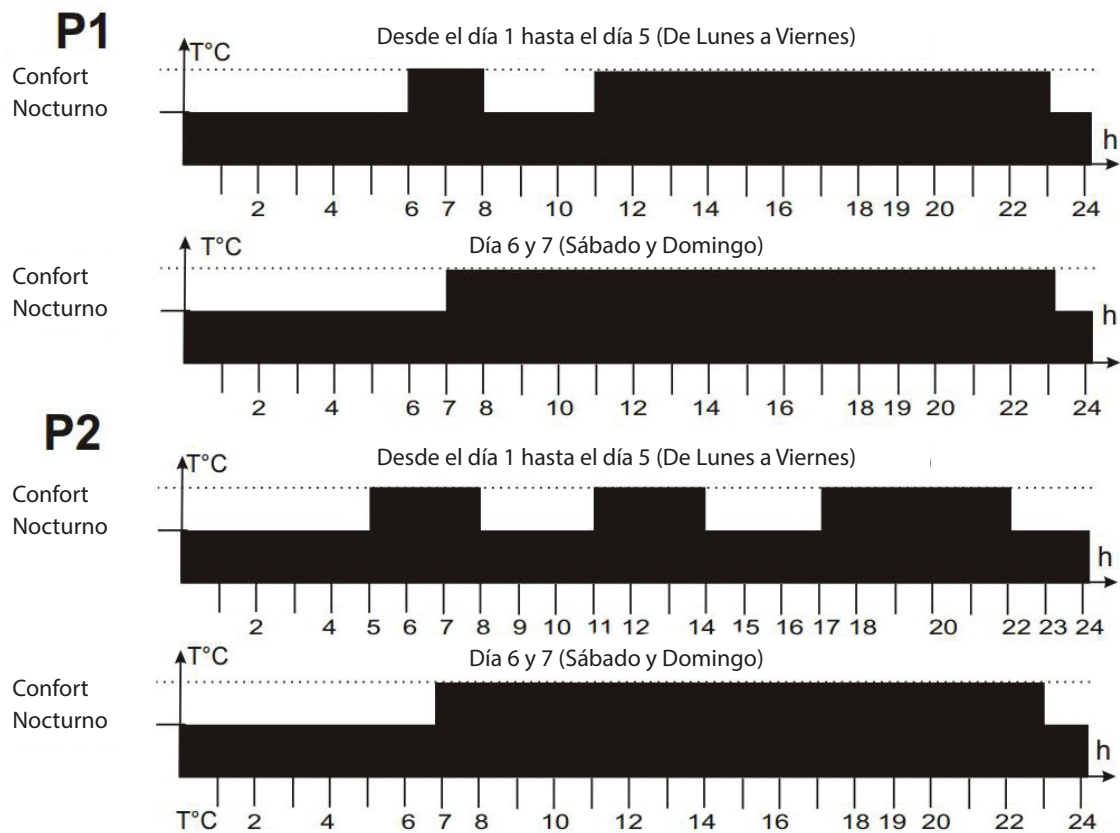 P1
Desde el día 1 hasta el día 5 (De Lunes a Viernes)
T°C
Confort
Nocturno
h
2 4 6 7 8 10 12 14 16 18 19 20 22 24
T°C
Día 6 y 7 (Sábado y Domingo)
Confort
Nocturno
h
2 4 6 7 8 10 12 14 16 18 19 20 22 24
P2
Desde el día 1 hasta el día 5 (De Lunes a Viernes)
T°C
Confort
Nocturno
h
2 4 5 6 7 8 9 10 11 12 14 15 16 17 18 20 22 23 24
T°C
Día 6 y 7 (Sábado y Domingo)
Confort
Nocturno
h
T°C 2 4 6 7 8 10 12 14 16 18 19 20 22 24